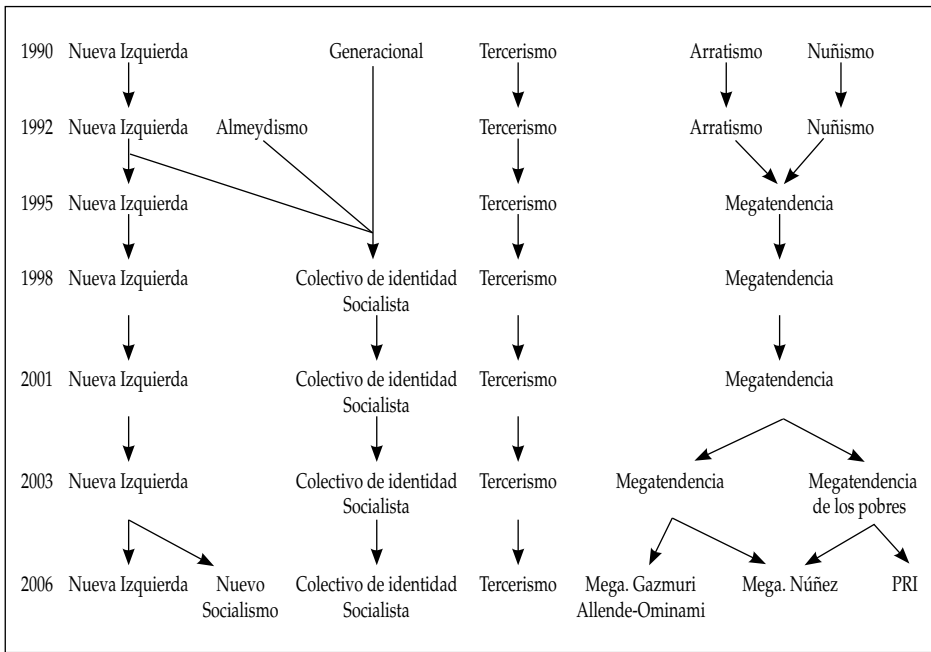 1990 Nueva Izquierda Generacional Tercerismo Arratismo Nuñismo
1992 Nueva Izquierda Almeydismo Tercerismo Arratismo Nuñismo
1995 Nueva Izquierda Tercerismo Megatendencia
1998 Nueva Izquierda Colectivo de identidad Tercerismo Megatendencia
Socialista
2001 Nueva Izquierda Colectivo de identidad Tercerismo Megatendencia
Socialista
2003 Nueva Izquierda Colectivo de identidad Tercerismo Megatendencia Megatendencia
Socialista de los pobres
2006 Nueva Izquierda Nuevo Colectivo de identidad Tercerismo Mega. Gazmuri Mega. Núñez PRI
Socialismo Socialista Allende-Ominami